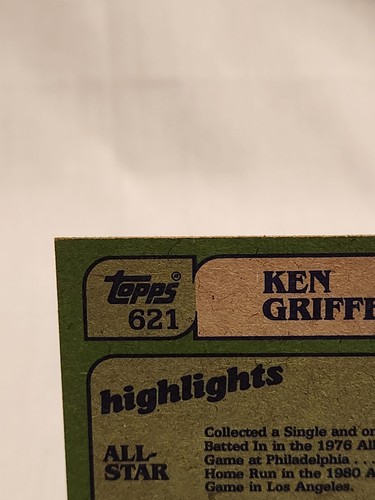 Topps®
621
KEN
GRIFFE
highlights
ALL-
STAR
Collected a Single and
Batted In in the 1976 Al
Game at Philadelphia . . .
Home Run in the 1980 A
Game in Los Angeles.